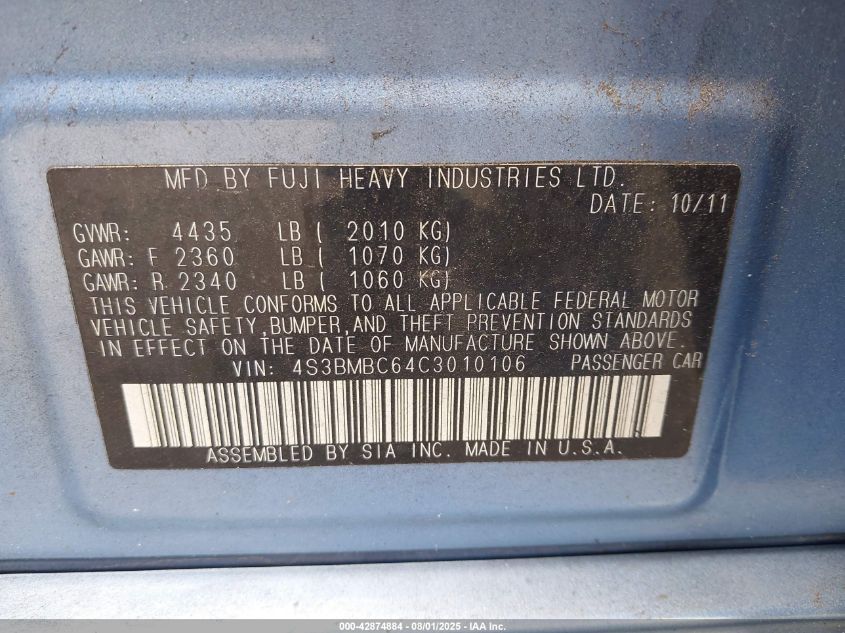 MFD BY FUJI HEAVY INDUSTRIES LTD.
DATE: 10/11
GVWR: 4435 LB ( 2010 KG)
GAWR: F 2360 LB ( 1070 KG)
GAWR: R 2340 LB ( 1060 KG)
THIS VEHICLE CONFORMS TO ALL APPLICABLE FEDERAL MOTOR
VEHICLE SAFETY,BUMPER,AND THEFT PREVENTION STANDARDS
IN EFFECT ON THE DATE OF MANUFACTURE SHOWN ABOVE.
VIN: 4S3BMBC64C3010106 PASSENGER CAR
ASSEMBLED BY SIA INC. MADE IN U.S.A.
000-42874884 - 08/01/2025 - IAA Inc.